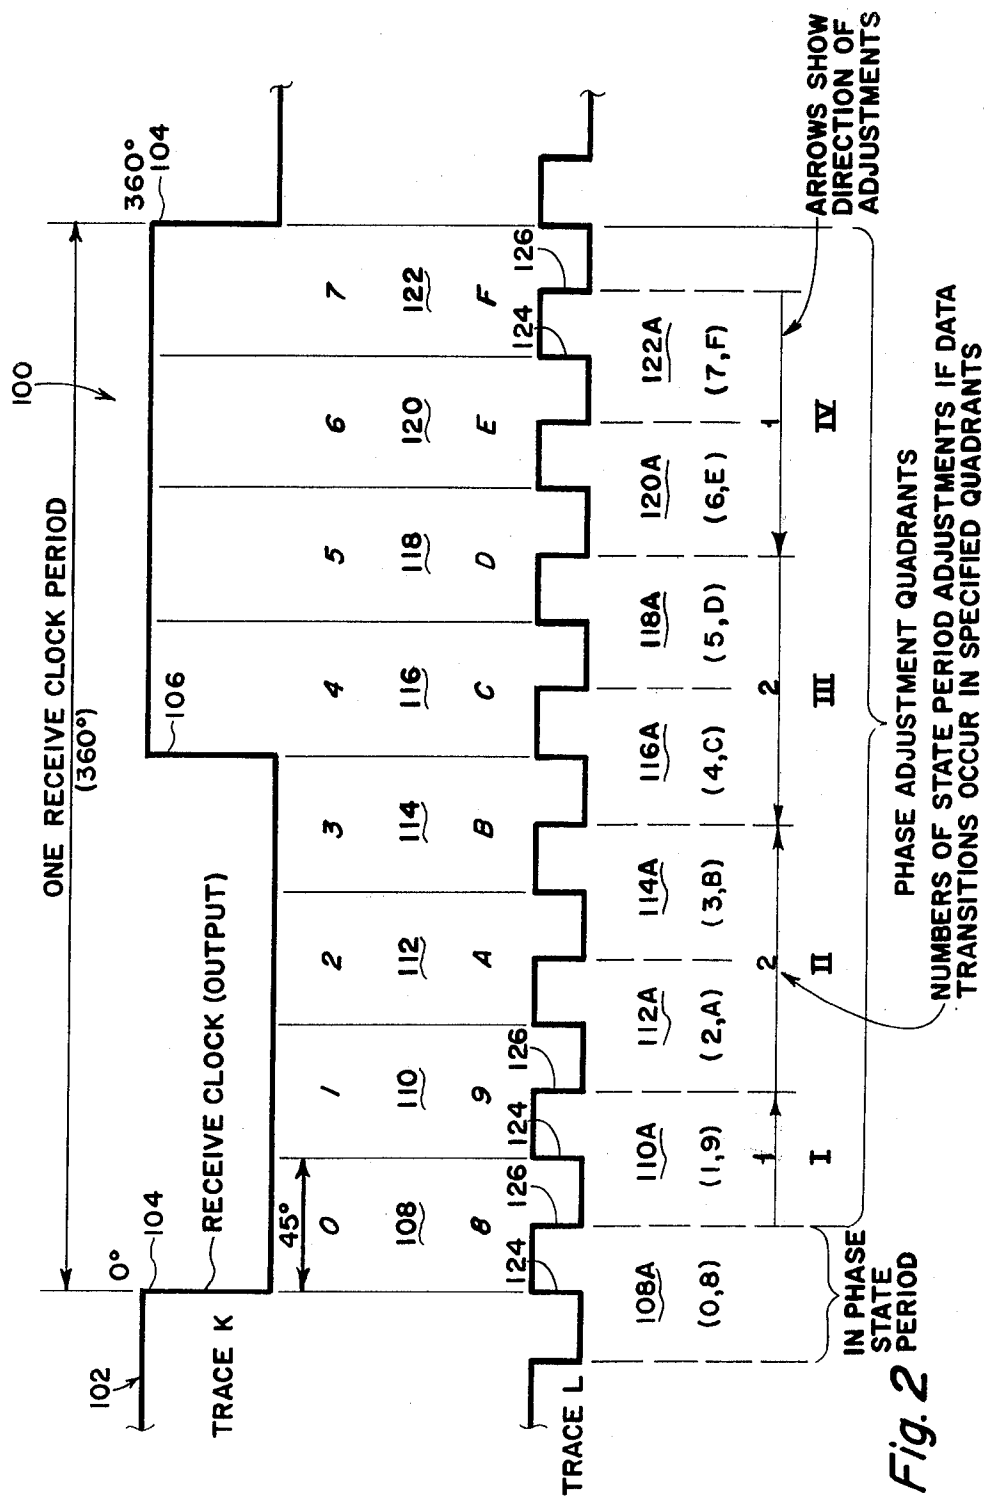 100
ONE RECEIVE CLOCK PERIOD
(360°)
0°
360°
102
104
106
104
RECEIVE CLOCK (OUTPUT)
TRACE K
45°
0 1 2 3 4 5 6 7
108 110 112 114 116 118 120 122
8 9 A B C D E F
124 126 124 126 124 126
TRACE L
108A 110A 112A 114A 116A 118A 120A 122A
(0,8) (1,9) (2,A) (3,B) (4,C) (5,D) (6,E) (7,F)
1 2 2 1
I II III IV
ARROWS SHOW
DIRECTION OF
ADJUSTMENTS
IN PHASE
STATE
PERIOD
PHASE ADJUSTMENT QUADRANTS
NUMBERS OF STATE PERIOD ADJUSTMENTS IF DATA
TRANSITIONS OCCUR IN SPECIFIED QUADRANTS
Fig. 2